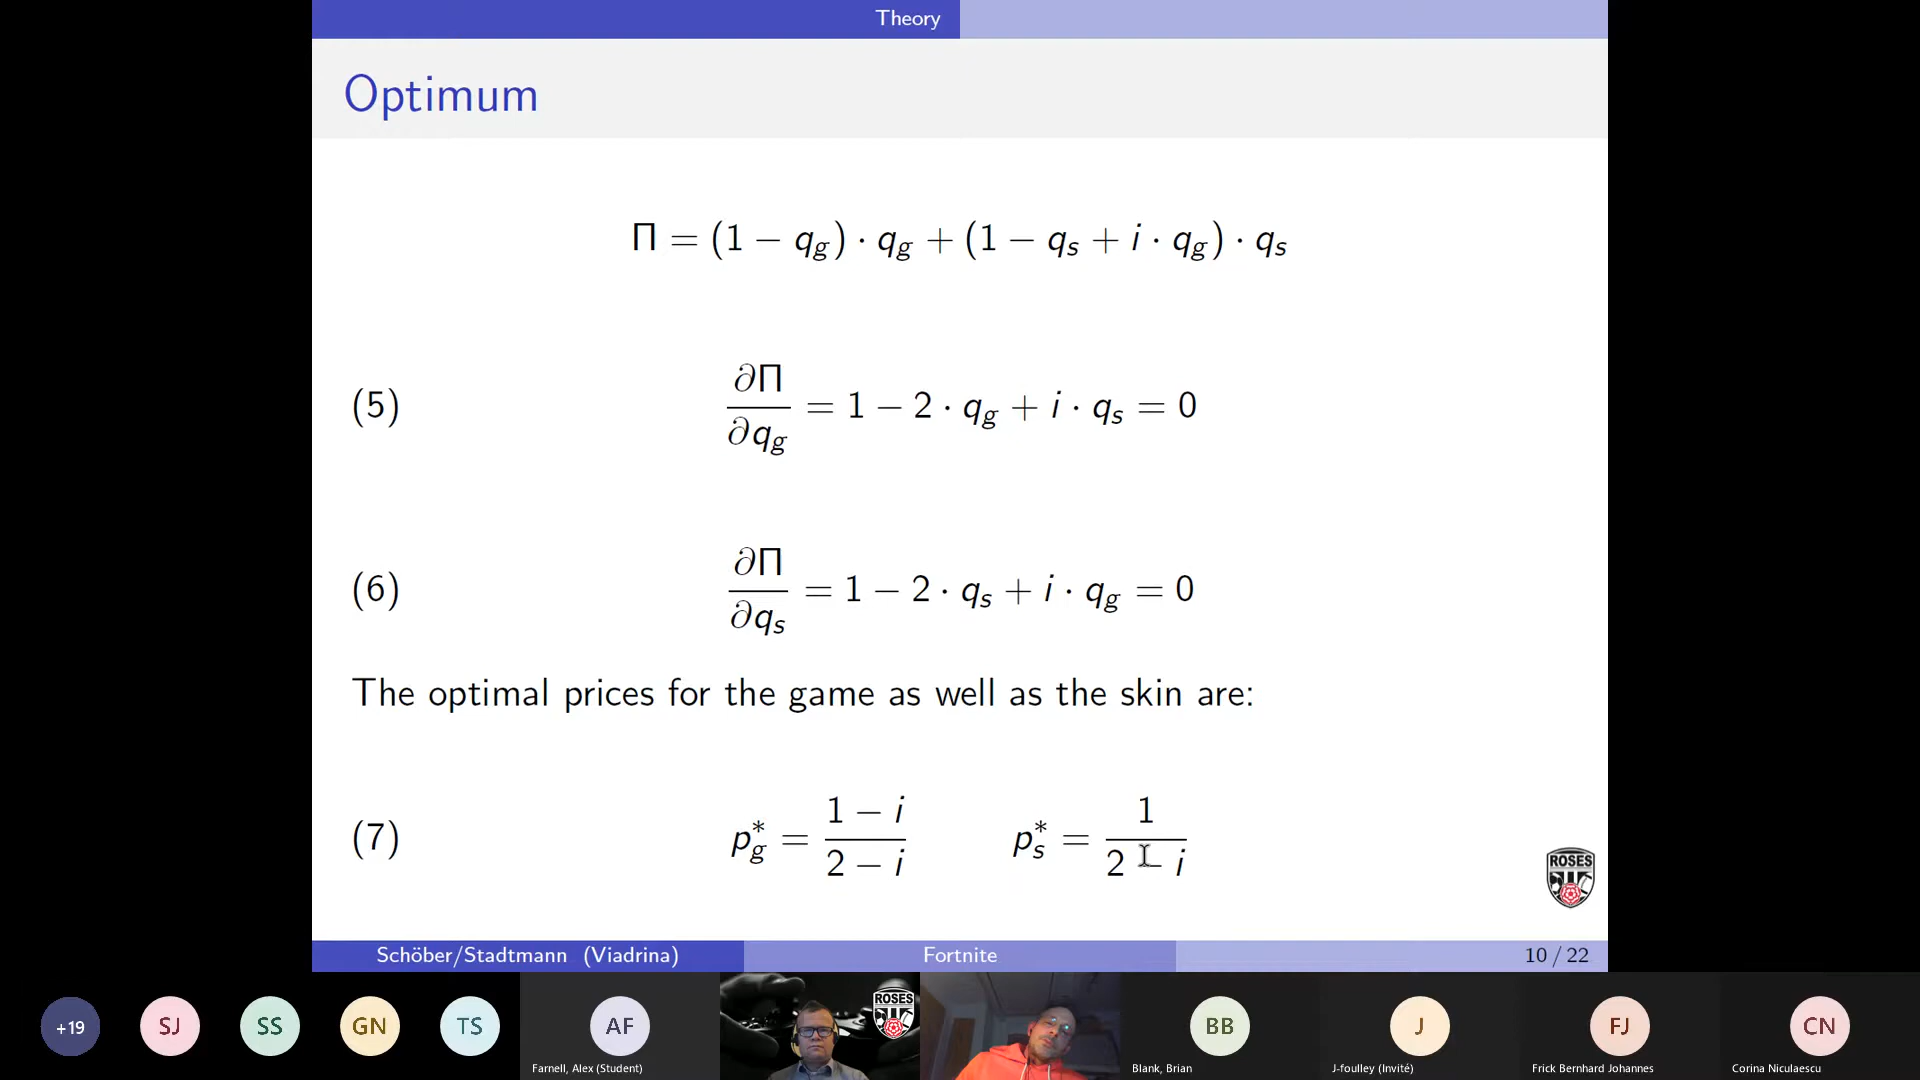 Theory
Optimum
Π = (1 − q_g) · q_g + (1 − q_s + i · q_g) · q_s
(5) ∂Π/∂q_g = 1 − 2 · q_g + i · q_s = 0
(6) ∂Π/∂q_s = 1 − 2 · q_s + i · q_g = 0
The optimal prices for the game as well as the skin are:
(7) p_g^* = (1 − i)/(2 − i) p_s^* = 1/(2 − i)
ROSES
Schöber/Stadtmann (Viadrina) Fortnite 10 / 22
+19 SJ SS GN TS AF ROSES BB J FJ CN
Farnell, Alex (Student) Blank, Brian J-foulley (Invité) Frick Bernhard Johannes Corina Niculaescu